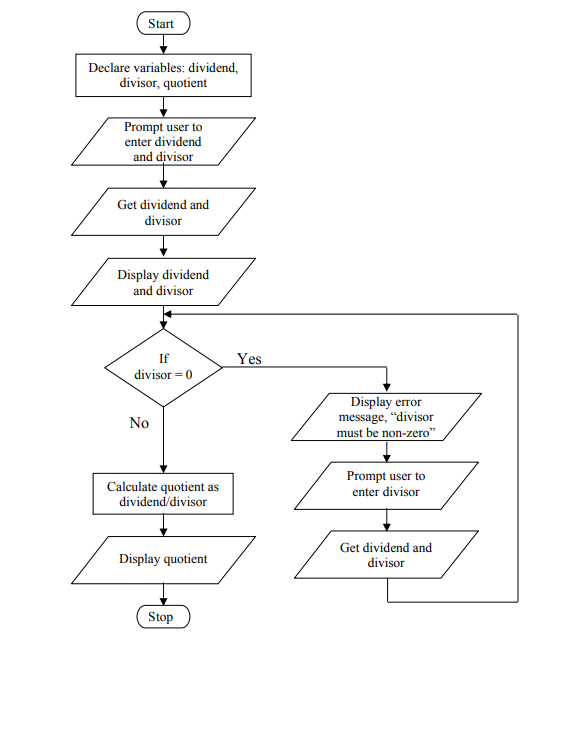 Start
Declare variables: dividend,
divisor, quotient
Prompt user to
enter dividend
and divisor
Get dividend and
divisor
Display dividend
and divisor
If
divisor = 0
Yes
No
Display error
message, “divisor
must be non-zero”
Prompt user to
enter divisor
Get dividend and
divisor
Calculate quotient as
dividend/divisor
Display quotient
Stop